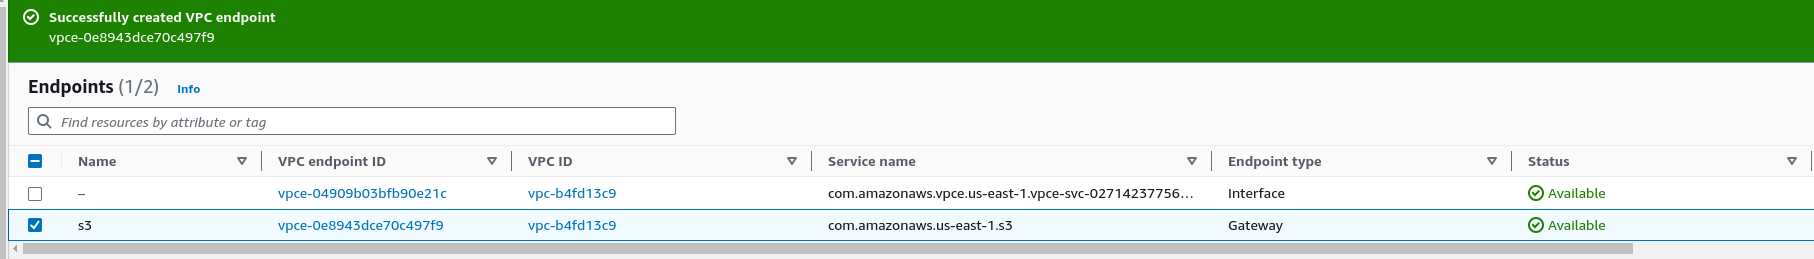 Successfully created VPC endpoint
vpce-0e8943dce70c497f9
Endpoints (1/2) Info
Find resources by attribute or tag
Name VPC endpoint ID VPC ID Service name Endpoint type Status
– vpce-04909b03bfb90e21c vpc-b4fd13c9 com.amazonaws.vpce.us-east-1.vpce-svc-02714237756... Interface Available
s3 vpce-0e8943dce70c497f9 vpc-b4fd13c9 com.amazonaws.us-east-1.s3 Gateway Available